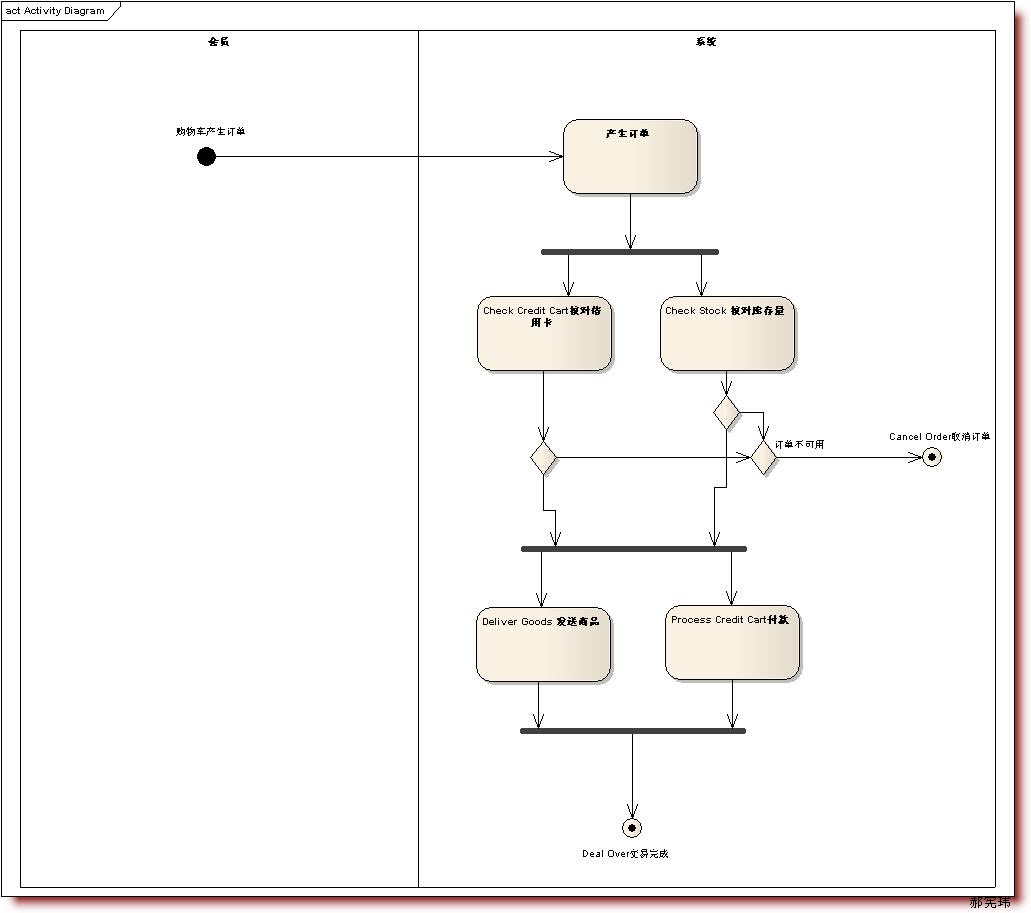 act Activity Diagram
会员
系统
购物车产生订单
产生订单
Check Credit Cart核对信
用卡
Check Stock 核对库存量
订单不可用
Cancel Order取消订单
Deliver Goods 发送商品
Process Credit Cart付款
Deal Over交易完成
郝宪玮